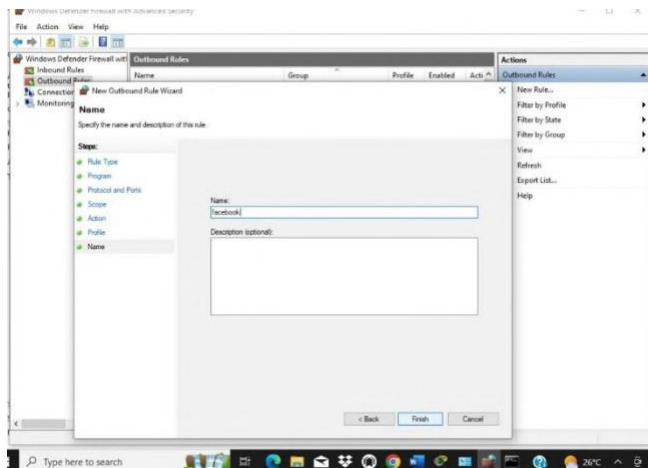 Windows Defender Firewall with Advanced Security
File Action View Help
Windows Defender Firewall wit
Inbound Rules
Outbound Rules
Connection
Monitoring
Outbound Rules
Name Group Profile Enabled Acti
New Outbound Rule Wizard
Name
Specify the name and description of this rule.
Steps:
Rule Type
Program
Protocol and Ports
Scope
Action
Profile
Name
Name:
facebook
Description (optional):
< Back Finish Cancel
Actions
Outbound Rules
New Rule...
Filter by Profile
Filter by State
Filter by Group
View
Refresh
Export List...
Help
Type here to search
26°C